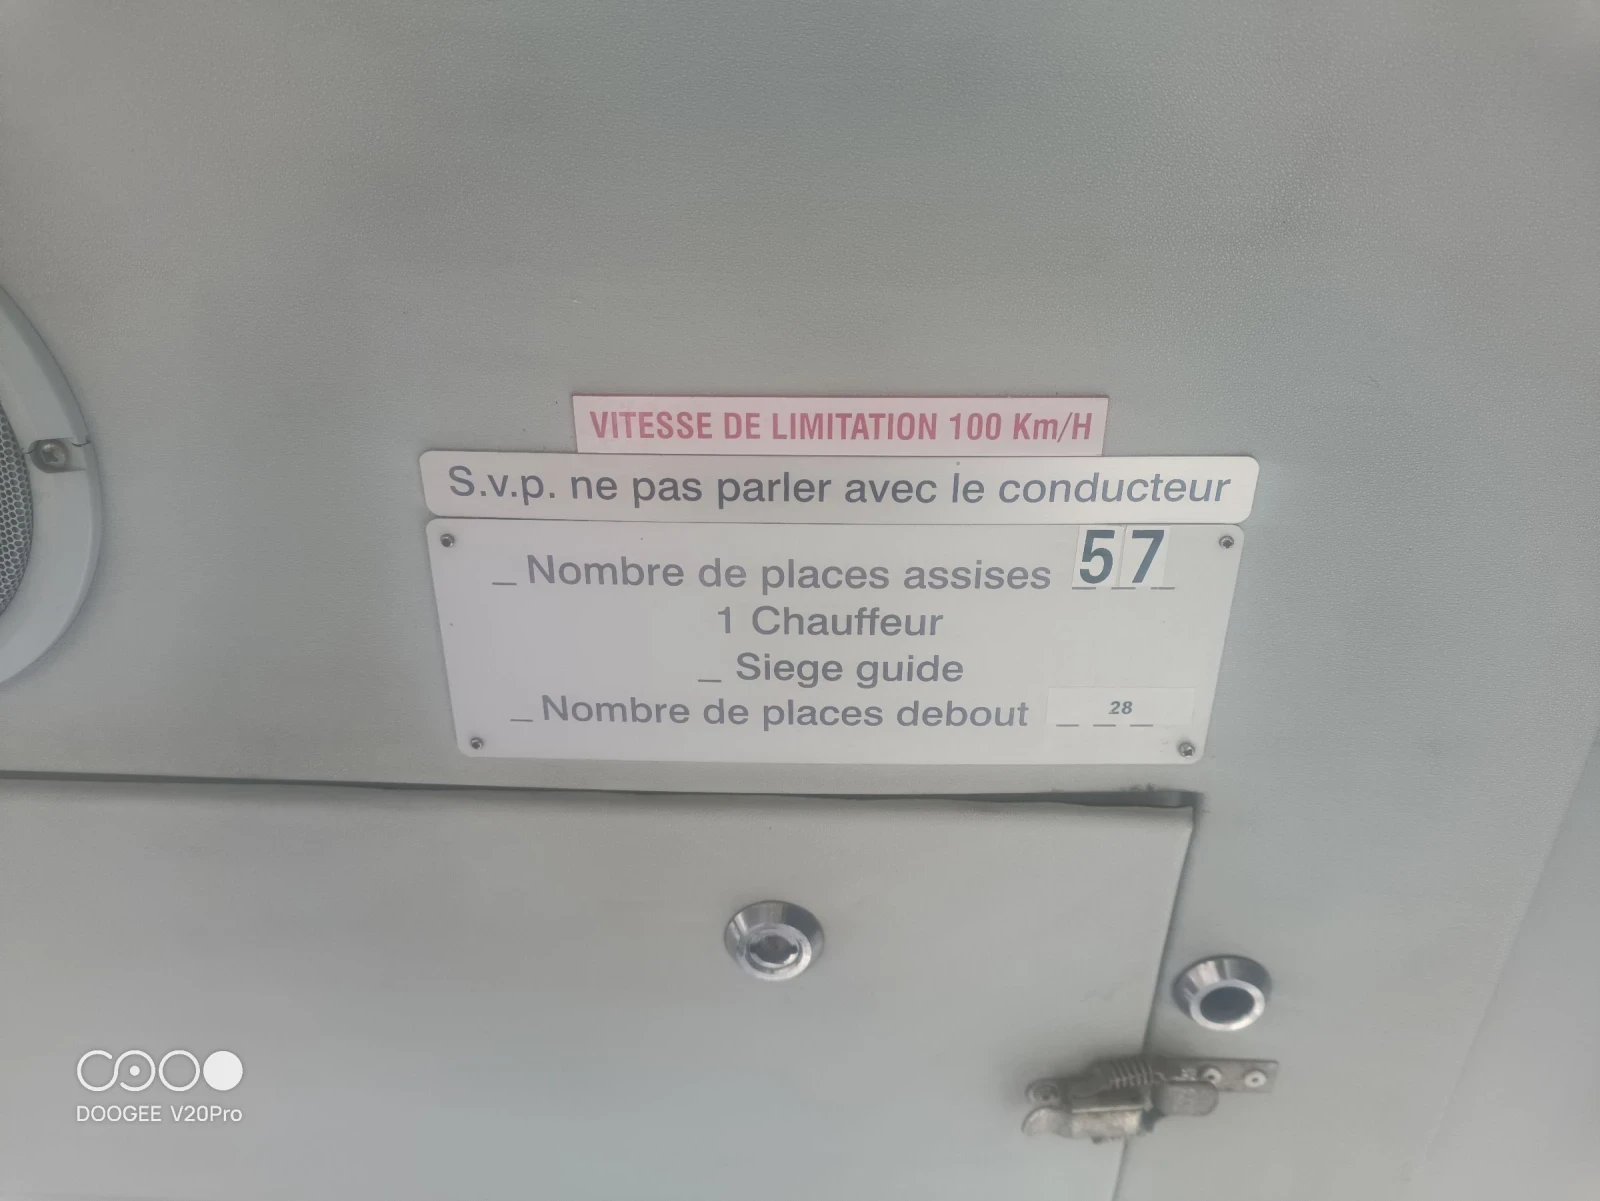 VITESSE DE LIMITATION 100 Km/H
S.v.p. ne pas parler avec le conducteur
_ Nombre de places assises 57
1 Chauffeur
_ Siege guide
_ Nombre de places debout _ _ 28 _
DOOGEE V20Pro